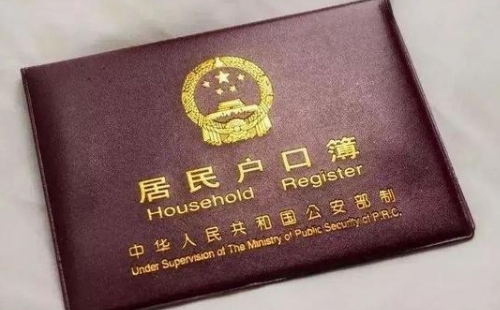 居民户口簿
Household Register
中华人民共和国公安部制
Under Supervision of The Ministry of Public Security of P.R.C.